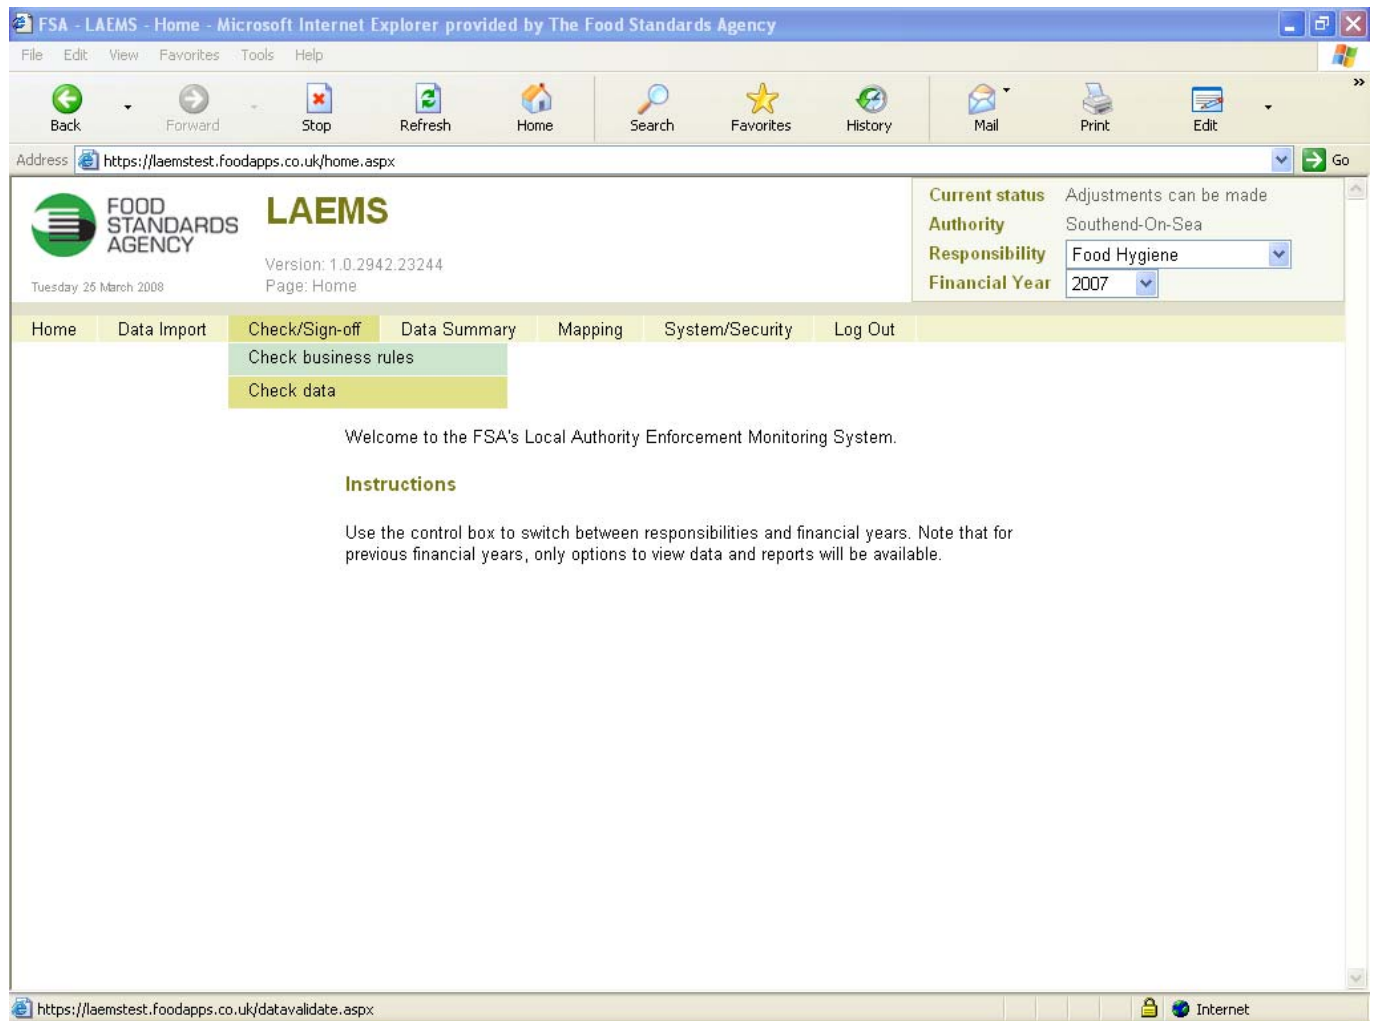 FSA - LAEMS - Home - Microsoft Internet Explorer provided by The Food Standards Agency
File Edit View Favorites Tools Help
Back Forward Stop Refresh Home Search Favorites History Mail Print Edit »
Address https://laemstest.foodapps.co.uk/home.aspx Go
FOOD
STANDARDS
AGENCY
Tuesday 25 March 2008
LAEMS
Version: 1.0.2942.23244
Page: Home
Current status Adjustments can be made
Authority Southend-On-Sea
Responsibility Food Hygiene
Financial Year 2007
Home Data Import Check/Sign-off Data Summary Mapping System/Security Log Out
Check business rules
Check data
Welcome to the FSA's Local Authority Enforcement Monitoring System.
Instructions
Use the control box to switch between responsibilities and financial years. Note that for
previous financial years, only options to view data and reports will be available.
https://laemstest.foodapps.co.uk/datavalidate.aspx Internet